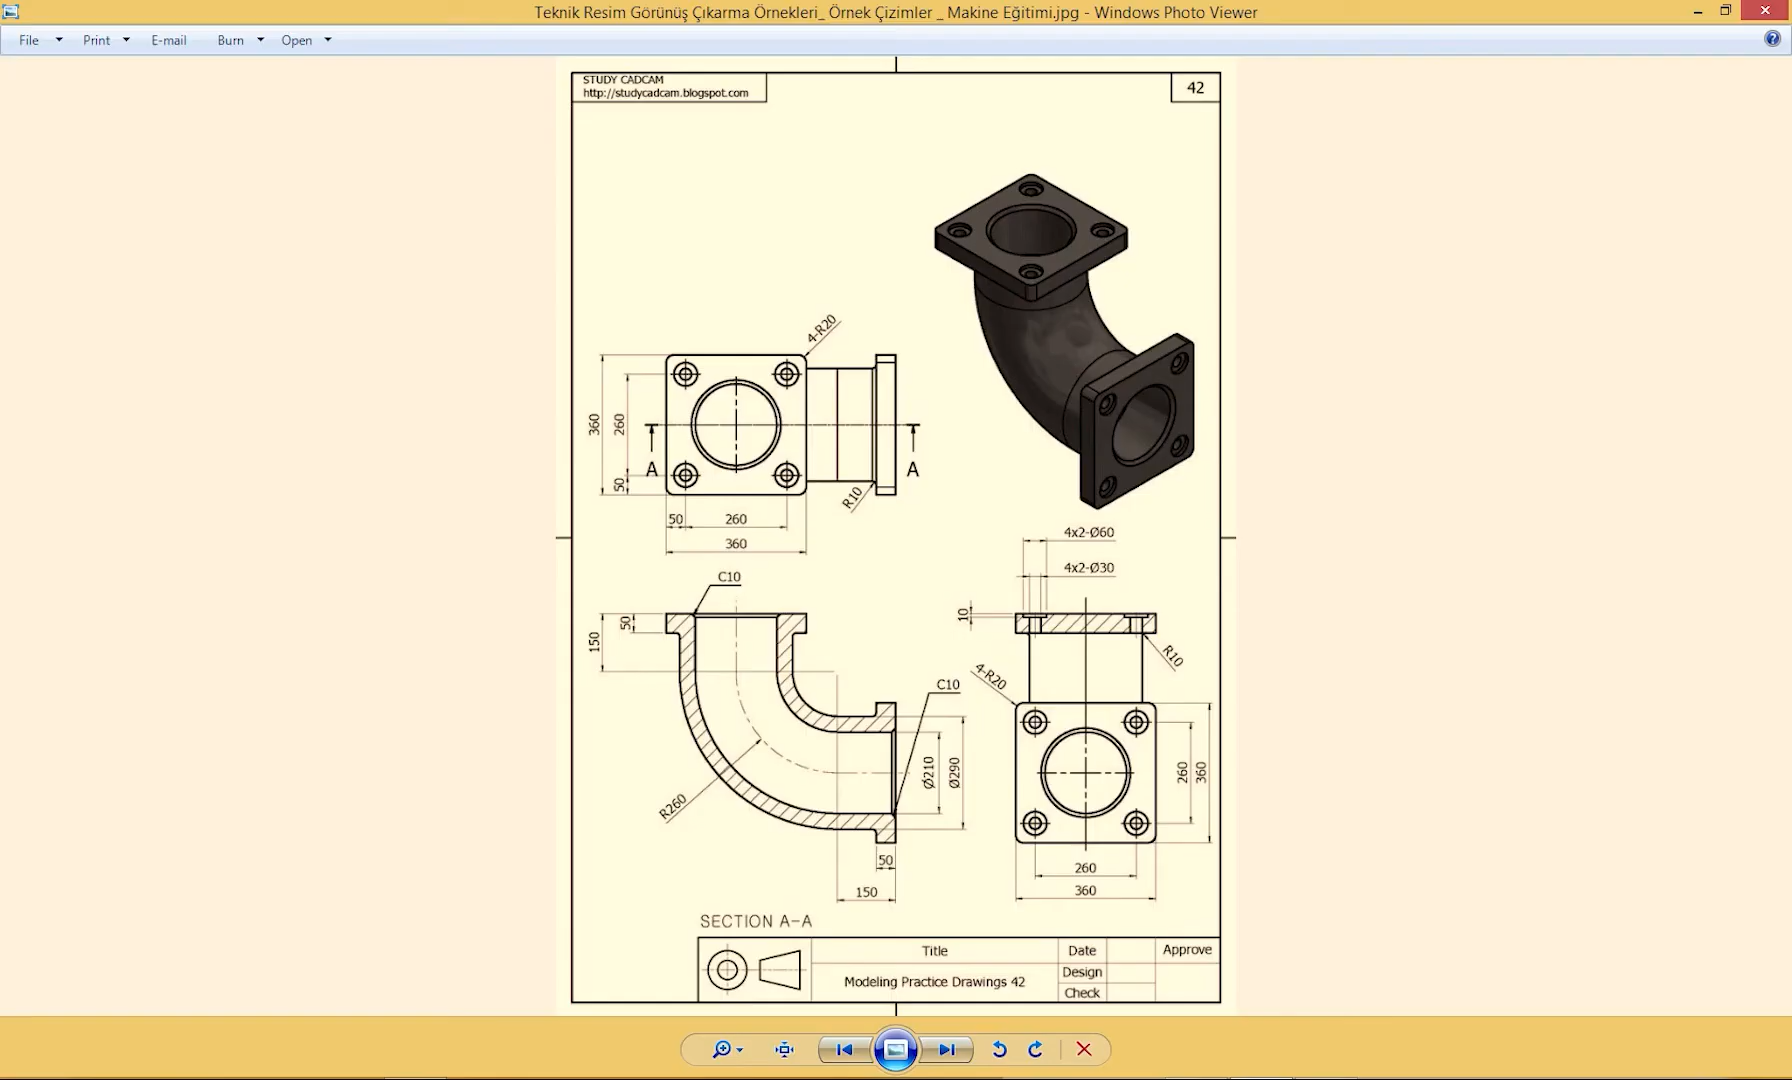 Teknik Resim Görünüş Çıkarma Örnekleri_ Örnek Çizimler _ Makine Eğitimi.jpg - Windows Photo Viewer
File Print E-mail Burn Open
STUDY CADCAM
http://studycadcam.blogspot.com
42
4-R20
360
260
50
A
A
R10
50
260
360
C10
150
50
R260
C10
Ø210
Ø290
50
150
SECTION A-A
4x2-Ø60
4x2-Ø30
10
R10
4-R20
260
360
260
360
Title
Modeling Practice Drawings 42
Date
Design
Check
Approve